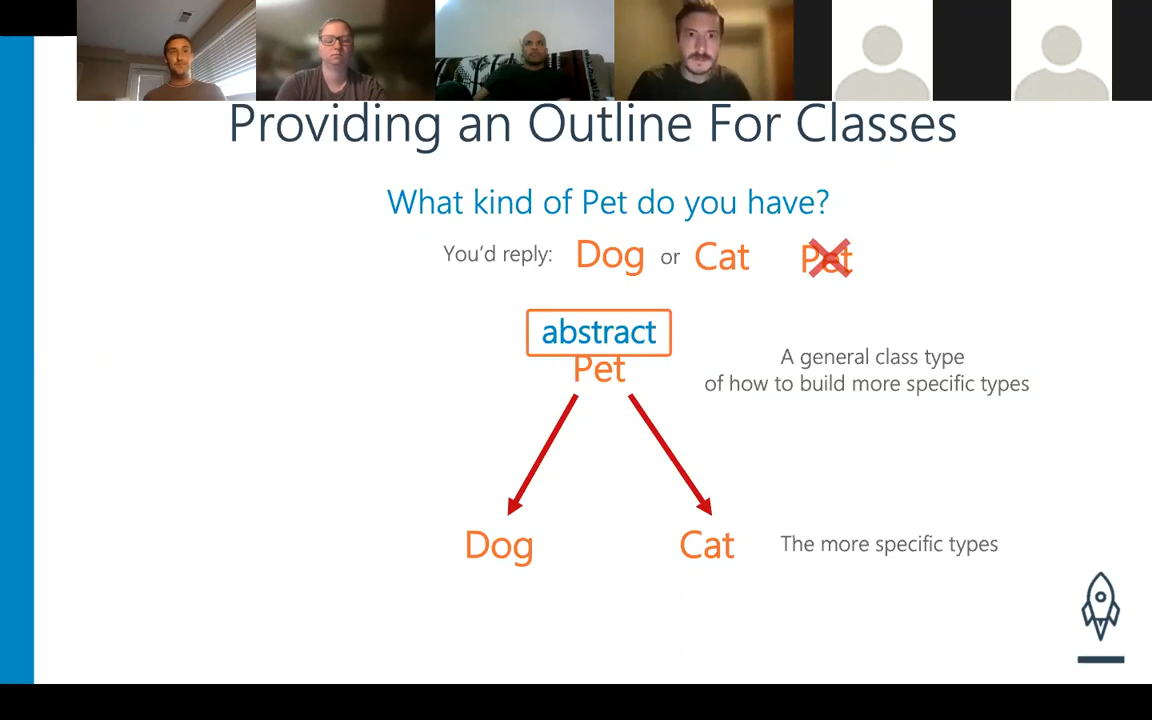 Providing an Outline For Classes
What kind of Pet do you have?
You'd reply: Dog or Cat Pet
abstract
Pet
A general class type
of how to build more specific types
Dog Cat The more specific types